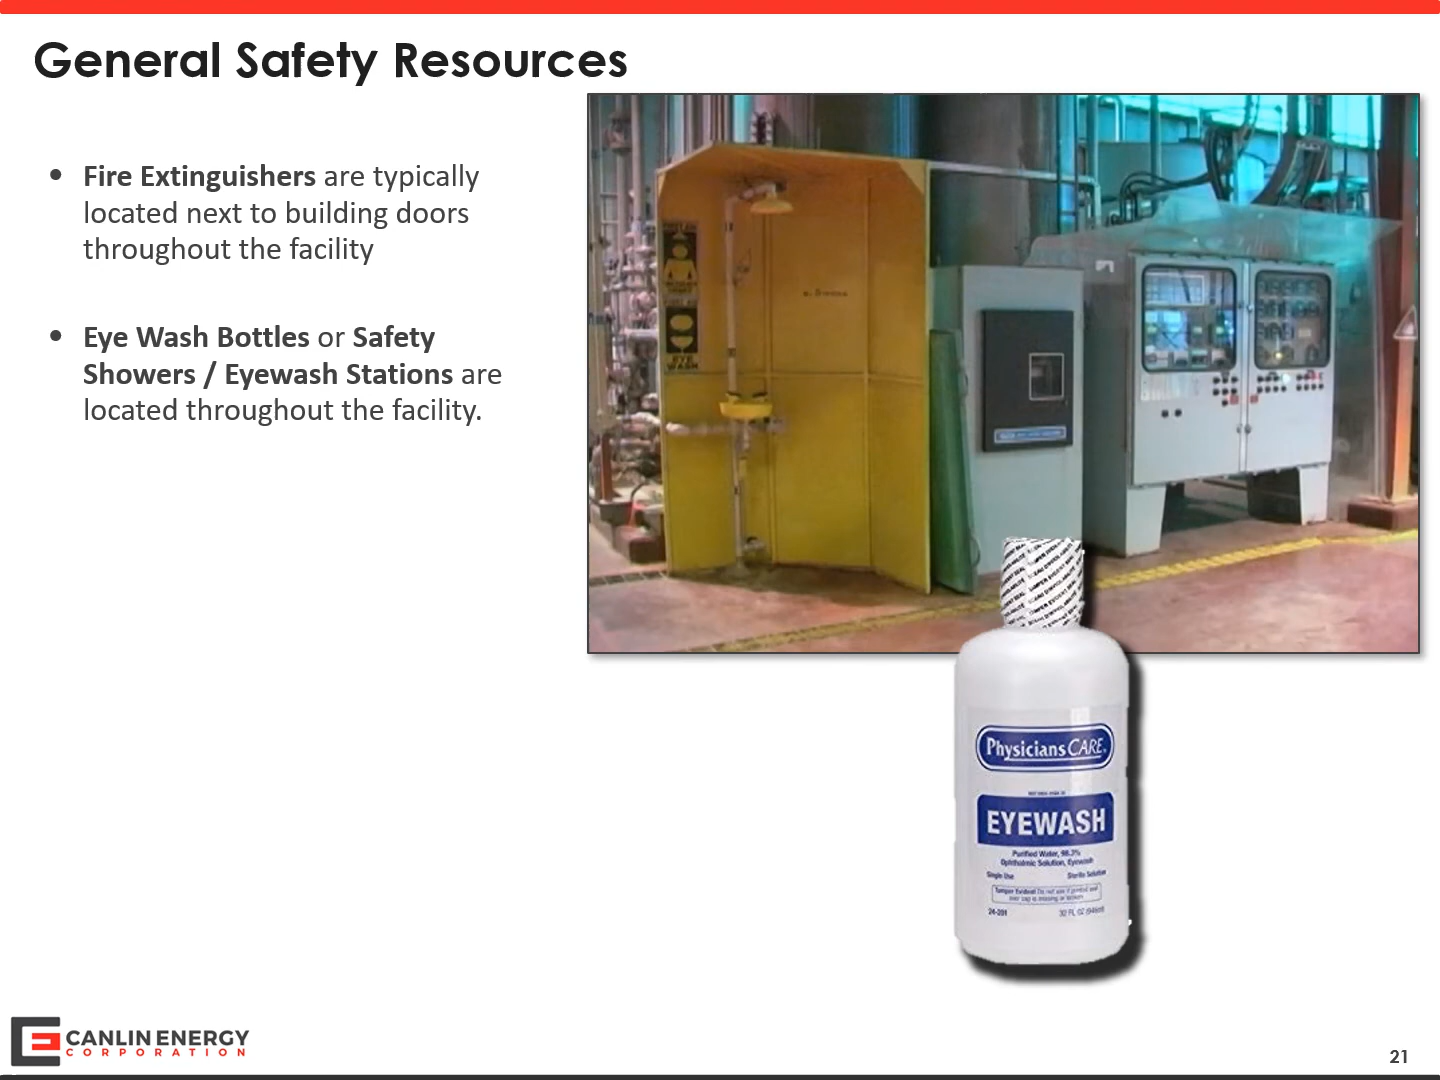 General Safety Resources
• Fire Extinguishers are typically
located next to building doors
throughout the facility
• Eye Wash Bottles or Safety
Showers / Eyewash Stations are
located throughout the facility.
EYE
WASH
PhysiciansCARE®
EYEWASH
Purified Water, 98.3%
Ophthalmic Solution, Eyewash
Single Use
Sterile Solution
24-201
32 FL OZ (946ml)
CANLIN ENERGY
CORPORATION
21